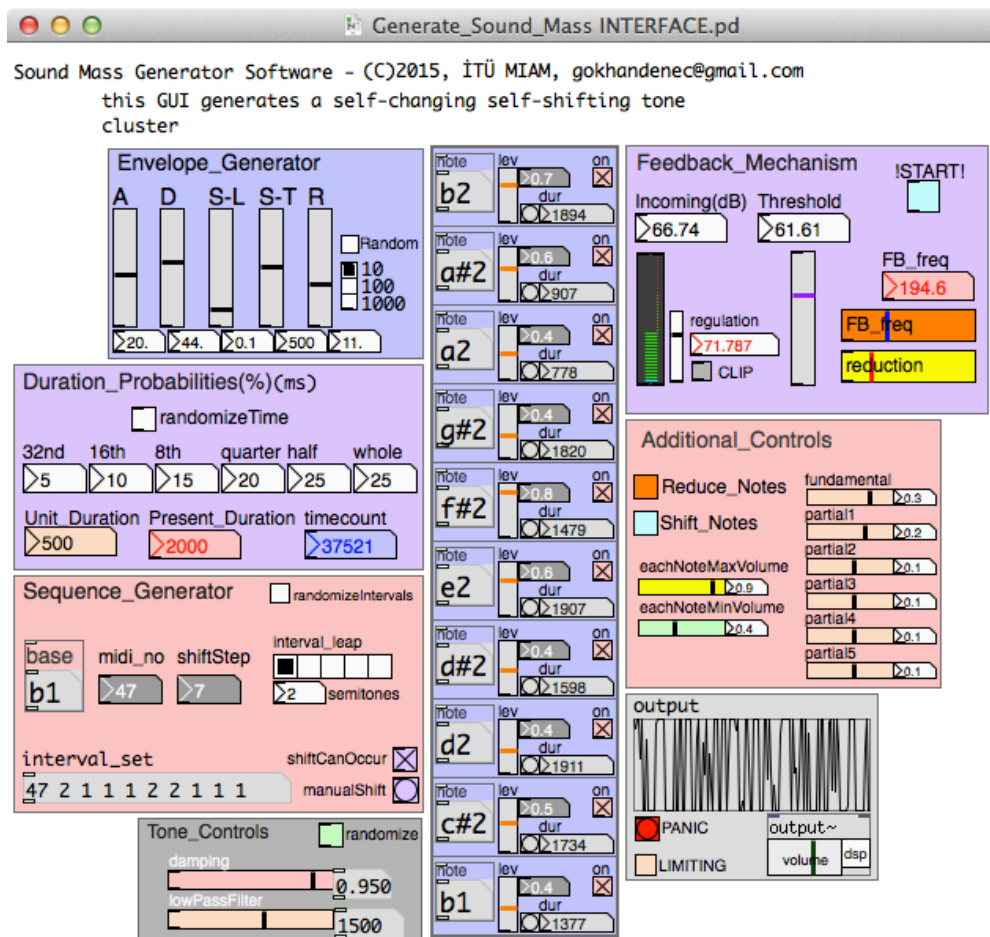 Generate_Sound_Mass INTERFACE.pd
Sound Mass Generator Software - (C)2015, İTÜ MIAM, gokhandenec@gmail.com
this GUI generates a self-changing self-shifting tone
cluster
Envelope_Generator
A D S-L S-T R
Random
10
100
1000
20. 44. 0.1 500 11.
Duration_Probabilities(%)(ms)
randomizeTime
32nd 16th 8th quarter half whole
5 10 15 20 25 25
Unit_Duration Present_Duration timecount
500 2000 37521
Sequence_Generator randomizeIntervals
base midi_no shiftStep interval_leap
b1 47 7 2 semitones
interval_set shiftCanOccur
47 2 1 1 1 2 2 1 1 1 manualShift
Tone_Controls randomize
damping
0.950
lowPassFilter
1500
note lev on
b2 0.7
dur
1894
note lev on
a#2 0.6
dur
907
note lev on
a2 0.4
dur
778
note lev on
g#2 0.4
dur
1820
note lev on
f#2 0.8
dur
1479
note lev on
e2 0.6
dur
1907
note lev on
d#2 0.4
dur
1598
note lev on
d2 0.4
dur
1911
note lev on
c#2 0.5
dur
1734
note lev on
b1 0.4
dur
1377
Feedback_Mechanism !START!
Incoming(dB) Threshold
66.74 61.61
FB_freq
194.6
regulation
71.787
CLIP
FB_freq
reduction
Additional_Controls
Reduce_Notes
Shift_Notes
eachNoteMaxVolume
0.9
eachNoteMinVolume
0.4
fundamental
0.3
partial1
0.2
partial2
0.1
partial3
0.1
partial4
0.1
partial5
0.1
output
PANIC output~
LIMITING volume dsp